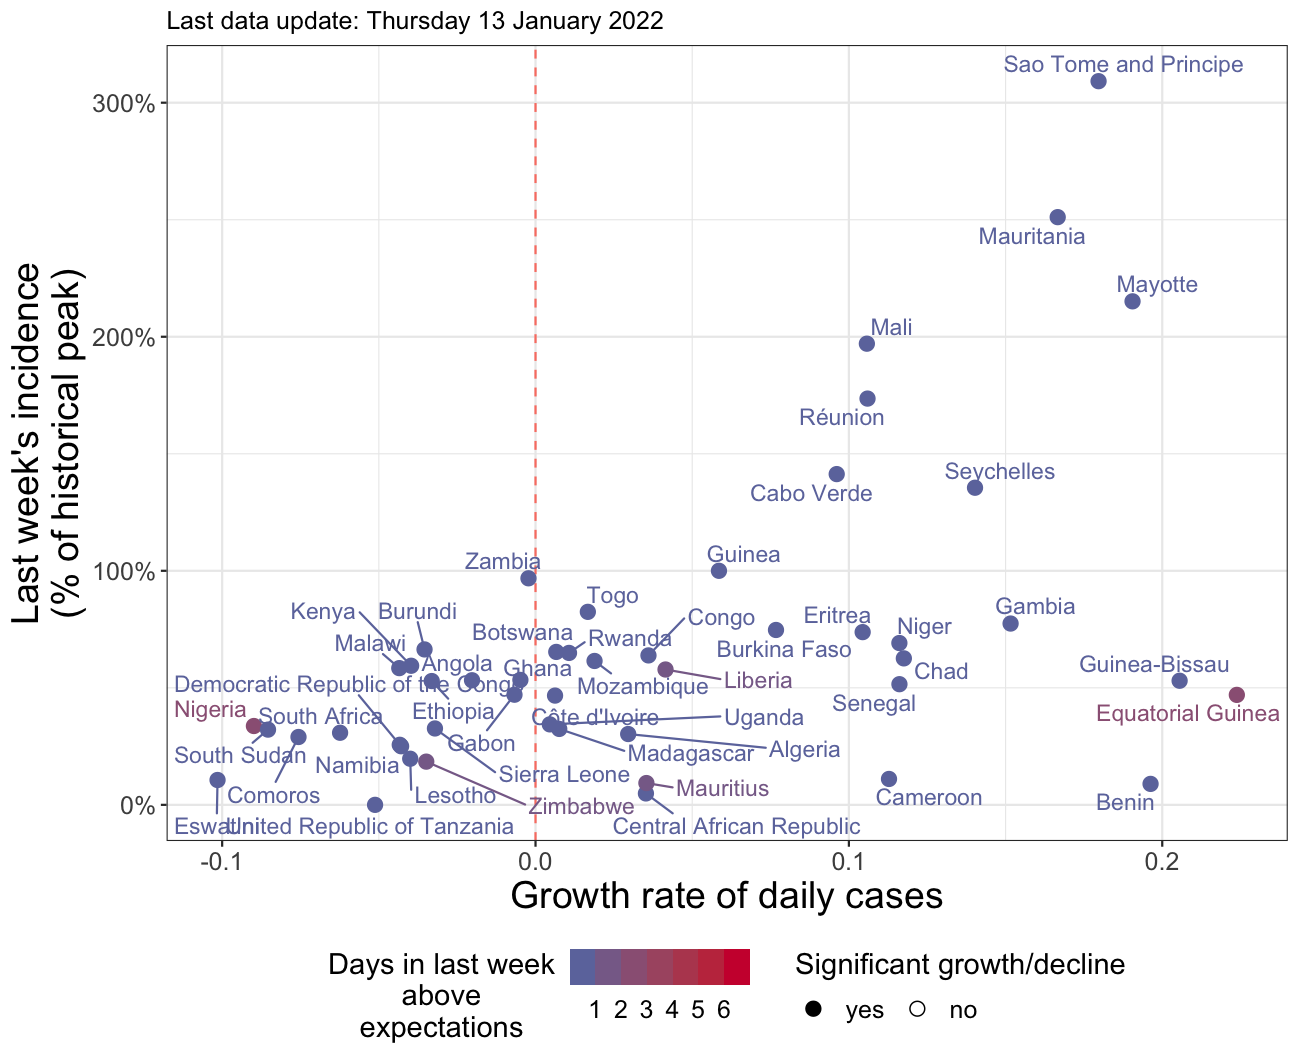 Last data update: Thursday 13 January 2022
Last week's incidence
(% of historical peak)
300%
200%
100%
0%
Sao Tome and Principe
Mauritania
Mayotte
Mali
Réunion
Seychelles
Cabo Verde
Guinea
Zambia
Togo
Gambia
Kenya
Burundi
Congo
Eritrea
Niger
Botswana
Rwanda
Malawi
Burkina Faso
Angola
Ghana
Guinea-Bissau
Chad
Liberia
Democratic Republic of the Congo
Mozambique
Senegal
Nigeria
Ethiopia
Equatorial Guinea
South Africa
Côte d'Ivoire
Uganda
Gabon
Algeria
South Sudan
Madagascar
Namibia
Sierra Leone
Mauritius
Comoros
Lesotho
Cameroon
Benin
Zimbabwe
Eswatini
United Republic of Tanzania
Central African Republic
-0.1
0.0
0.1
0.2
Growth rate of daily cases
Days in last week
above
expectations
1 2 3 4 5 6
Significant growth/decline
yes
no